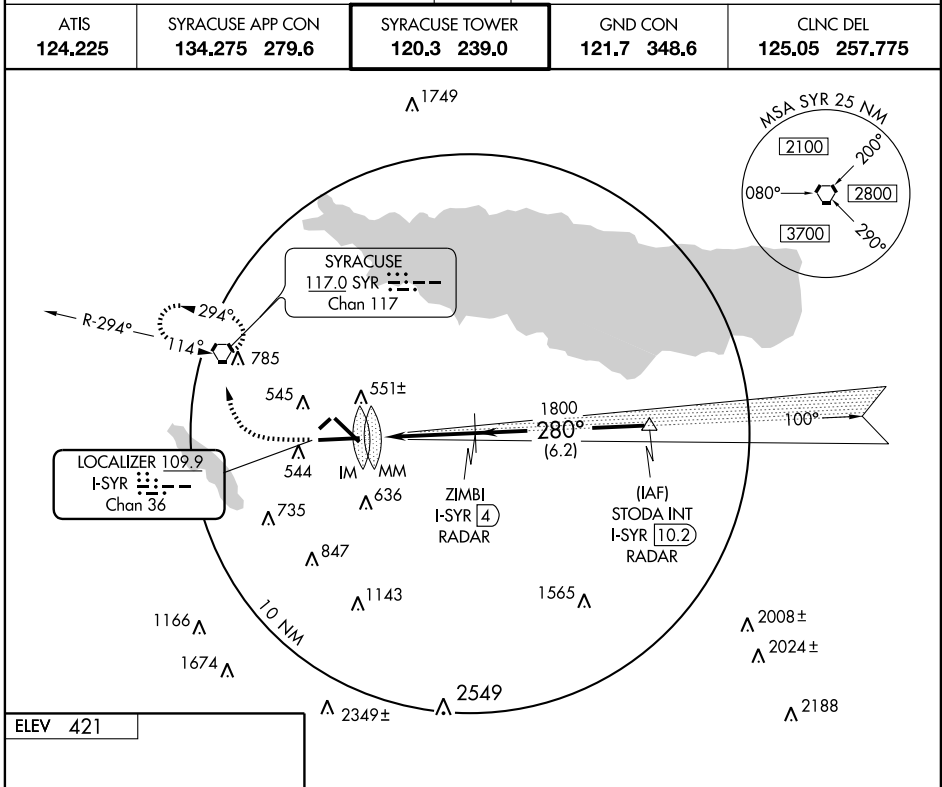 ATIS
124.225
SYRACUSE APP CON
134.275 279.6
SYRACUSE TOWER
120.3 239.0
GND CON
121.7 348.6
CLNC DEL
125.05 257.775
1749
MSA SYR 25 NM
2100
200°
080°
2800
3700
290°
SYRACUSE
117.0 SYR
Chan 117
R-294°
294°
114°
785
545
551±
1800
280°
(6.2)
100°
LOCALIZER 109.9
I-SYR
Chan 36
544
IM
MM
ZIMBI
I-SYR 4
RADAR
(IAF)
STODA INT
I-SYR 10.2
RADAR
636
735
847
1143
1565
10 NM
1166
1674
2008±
2024±
2349±
2549
2188
ELEV 421